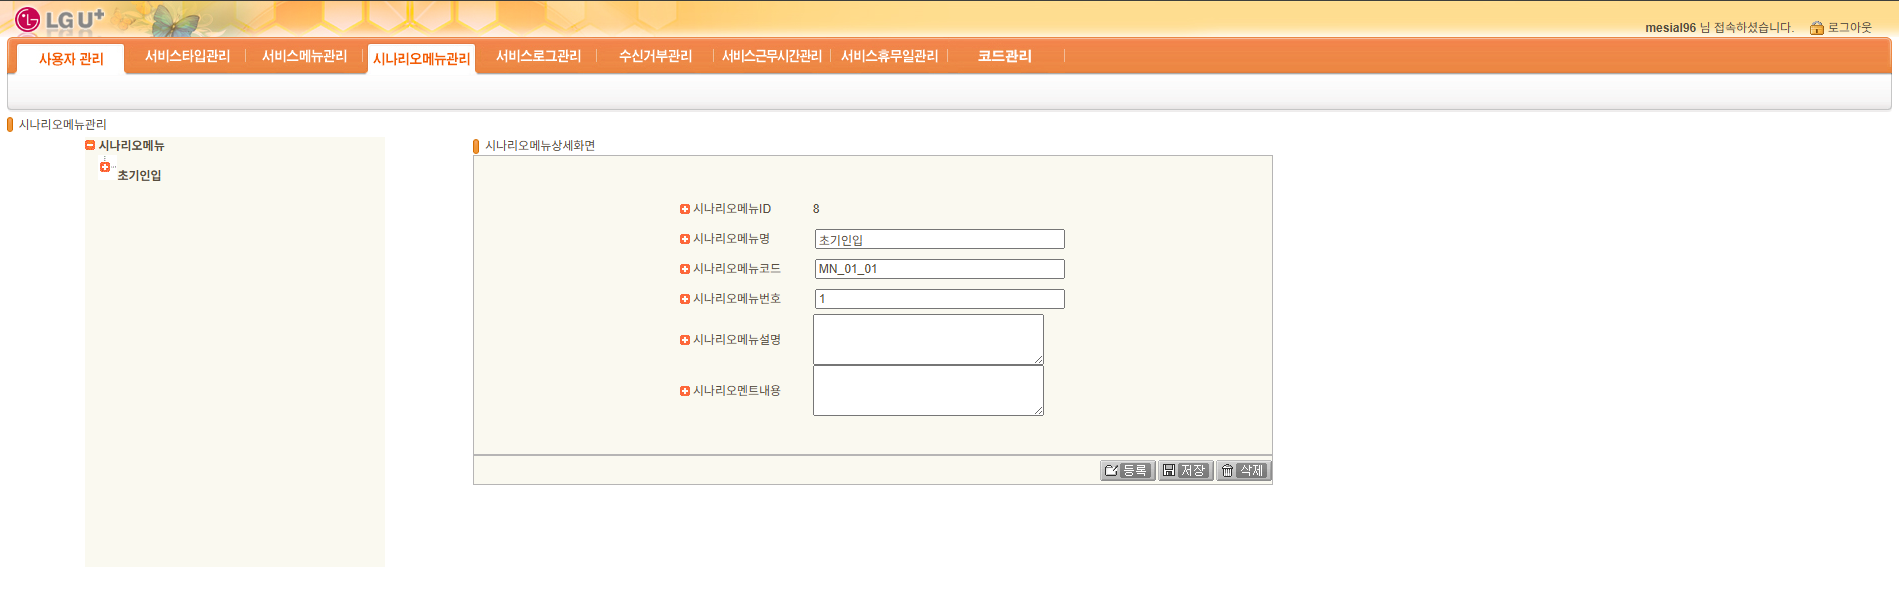 LG U+
mesial96 님 접속하셨습니다. 로그아웃
사용자 관리 서비스타입관리 서비스메뉴관리 시나리오메뉴관리 서비스로그관리 수신거부관리 서비스근무시간관리 서비스휴무일관리 코드관리
시나리오메뉴관리
시나리오메뉴
초기인입
시나리오메뉴상세화면
시나리오메뉴ID 8
시나리오메뉴명 초기인입
시나리오메뉴코드 MN_01_01
시나리오메뉴번호 1
시나리오메뉴설명
시나리오멘트내용
등록 저장 삭제